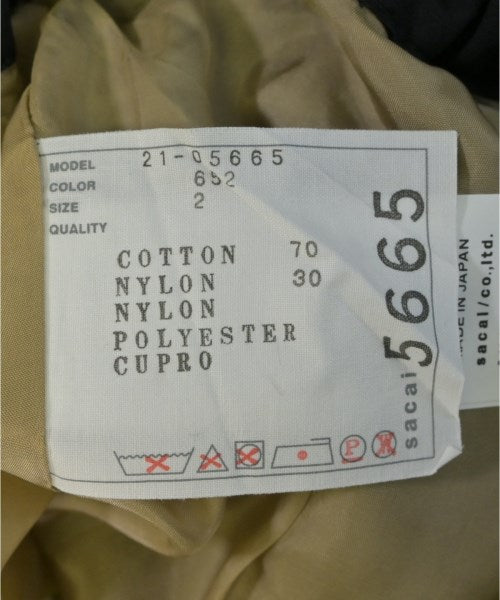 MODEL 21-05665
COLOR 652
SIZE 2
QUALITY
COTTON 70
NYLON 30
NYLON
POLYESTER
CUPRO
P
W
sacai 5665
MADE IN JAPAN
sacai/co.,ltd.